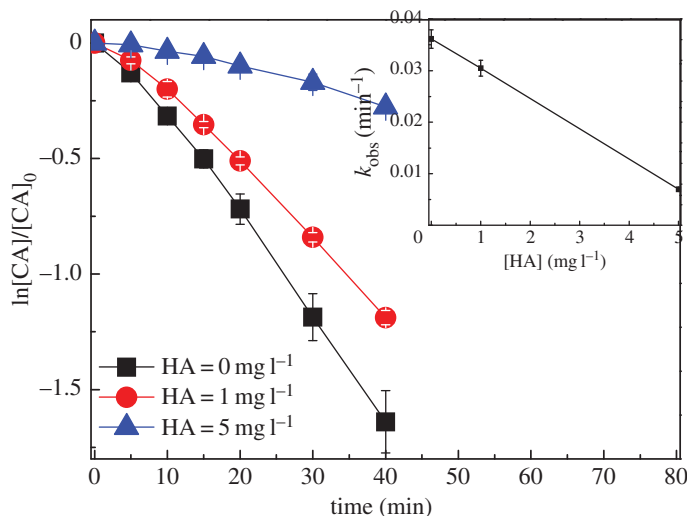 0
−0.5
−1.0
−1.5
ln[CA]/[CA]₀
HA = 0 mg l⁻¹
HA = 1 mg l⁻¹
HA = 5 mg l⁻¹
0 10 20 30 40 50 60 70 80
time (min)
0.04
0.03
0.02
0.01
k_obs (min⁻¹)
0 1 2 3 4 5
[HA] (mg l⁻¹)